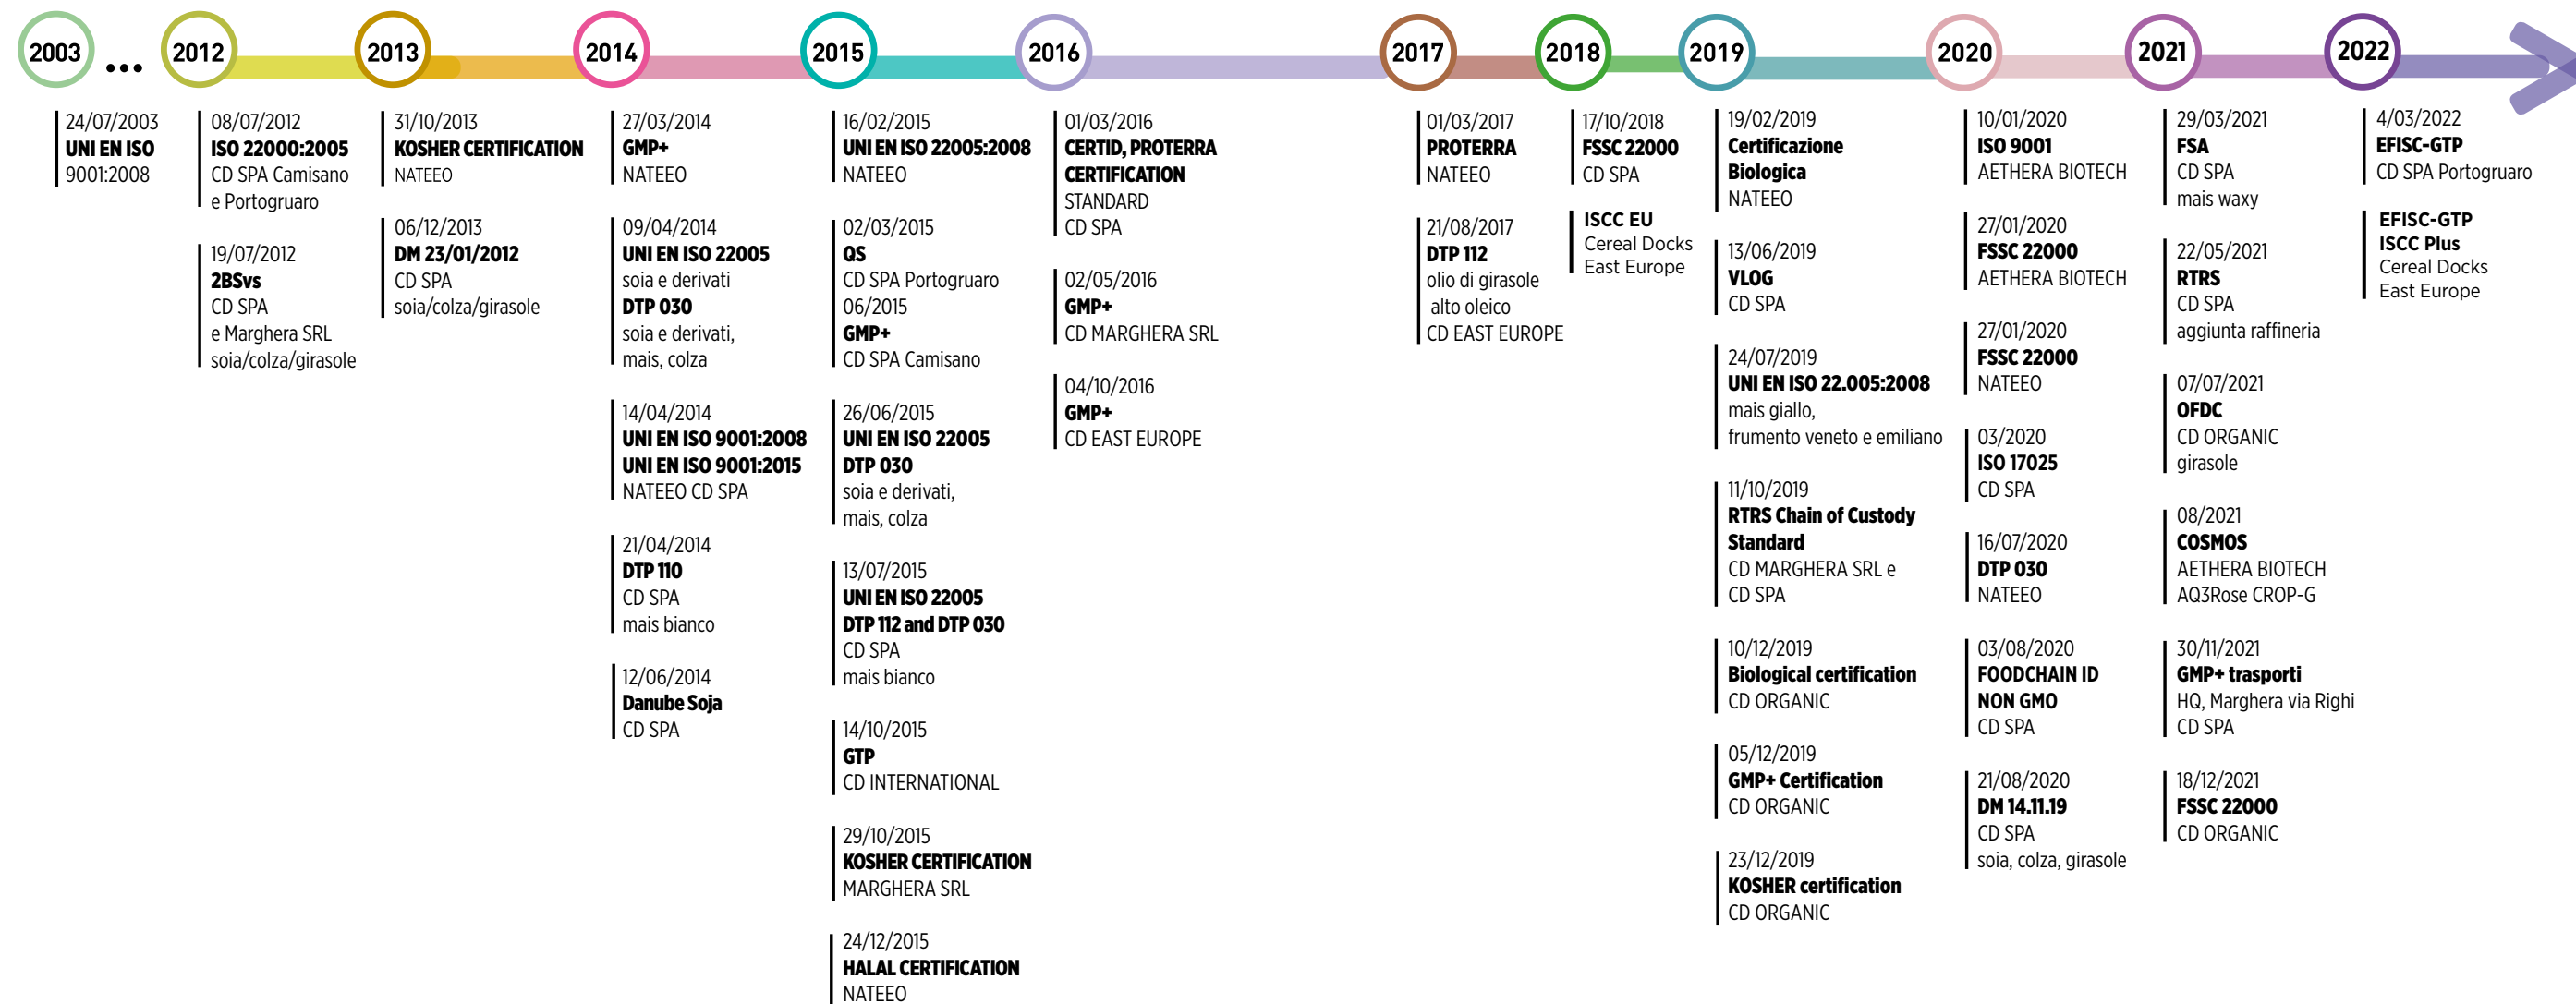 2003
...
2012
2013
2014
2015
2016
2017
2018
2019
2020
2021
2022
24/07/2003
UNI EN ISO
9001:2008
08/07/2012
ISO 22000:2005
CD SPA Camisano
e Portogruaro
19/07/2012
2BSvs
CD SPA
e Marghera SRL
soia/colza/girasole
31/10/2013
KOSHER CERTIFICATION
NATEEO
06/12/2013
DM 23/01/2012
CD SPA
soia/colza/girasole
27/03/2014
GMP+
NATEEO
09/04/2014
UNI EN ISO 22005
soia e derivati
DTP 030
soia e derivati,
mais, colza
14/04/2014
UNI EN ISO 9001:2008
UNI EN ISO 9001:2015
NATEEO CD SPA
21/04/2014
DTP 110
CD SPA
mais bianco
12/06/2014
Danube Soja
CD SPA
16/02/2015
UNI EN ISO 22005:2008
NATEEO
02/03/2015
QS
CD SPA Portogruaro
06/2015
GMP+
CD SPA Camisano
26/06/2015
UNI EN ISO 22005
DTP 030
soia e derivati,
mais, colza
13/07/2015
UNI EN ISO 22005
DTP 112 and DTP 030
CD SPA
mais bianco
14/10/2015
GTP
CD INTERNATIONAL
29/10/2015
KOSHER CERTIFICATION
MARGHERA SRL
24/12/2015
HALAL CERTIFICATION
NATEEO
01/03/2016
CERTID, PROTERRA
CERTIFICATION
STANDARD
CD SPA
02/05/2016
GMP+
CD MARGHERA SRL
04/10/2016
GMP+
CD EAST EUROPE
01/03/2017
PROTERRA
NATEEO
21/08/2017
DTP 112
olio di girasole
alto oleico
CD EAST EUROPE
17/10/2018
FSSC 22000
CD SPA
ISCC EU
Cereal Docks
East Europe
19/02/2019
Certificazione
Biologica
NATEEO
13/06/2019
VLOG
CD SPA
24/07/2019
UNI EN ISO 22.005:2008
mais giallo,
frumento veneto e emiliano
11/10/2019
RTRS Chain of Custody
Standard
CD MARGHERA SRL e
CD SPA
10/12/2019
Biological certification
CD ORGANIC
05/12/2019
GMP+ Certification
CD ORGANIC
23/12/2019
KOSHER certification
CD ORGANIC
10/01/2020
ISO 9001
AETHERA BIOTECH
27/01/2020
FSSC 22000
AETHERA BIOTECH
27/01/2020
FSSC 22000
NATEEO
03/2020
ISO 17025
CD SPA
16/07/2020
DTP 030
NATEEO
03/08/2020
FOODCHAIN ID
NON GMO
CD SPA
21/08/2020
DM 14.11.19
CD SPA
soia, colza, girasole
29/03/2021
FSA
CD SPA
mais waxy
22/05/2021
RTRS
CD SPA
aggiunta raffineria
07/07/2021
OFDC
CD ORGANIC
girasole
08/2021
COSMOS
AETHERA BIOTECH
AQ3Rose CROP-G
30/11/2021
GMP+ trasporti
HQ, Marghera via Righi
CD SPA
18/12/2021
FSSC 22000
CD ORGANIC
4/03/2022
EFISC-GTP
CD SPA Portogruaro
EFISC-GTP
ISCC Plus
Cereal Docks
East Europe